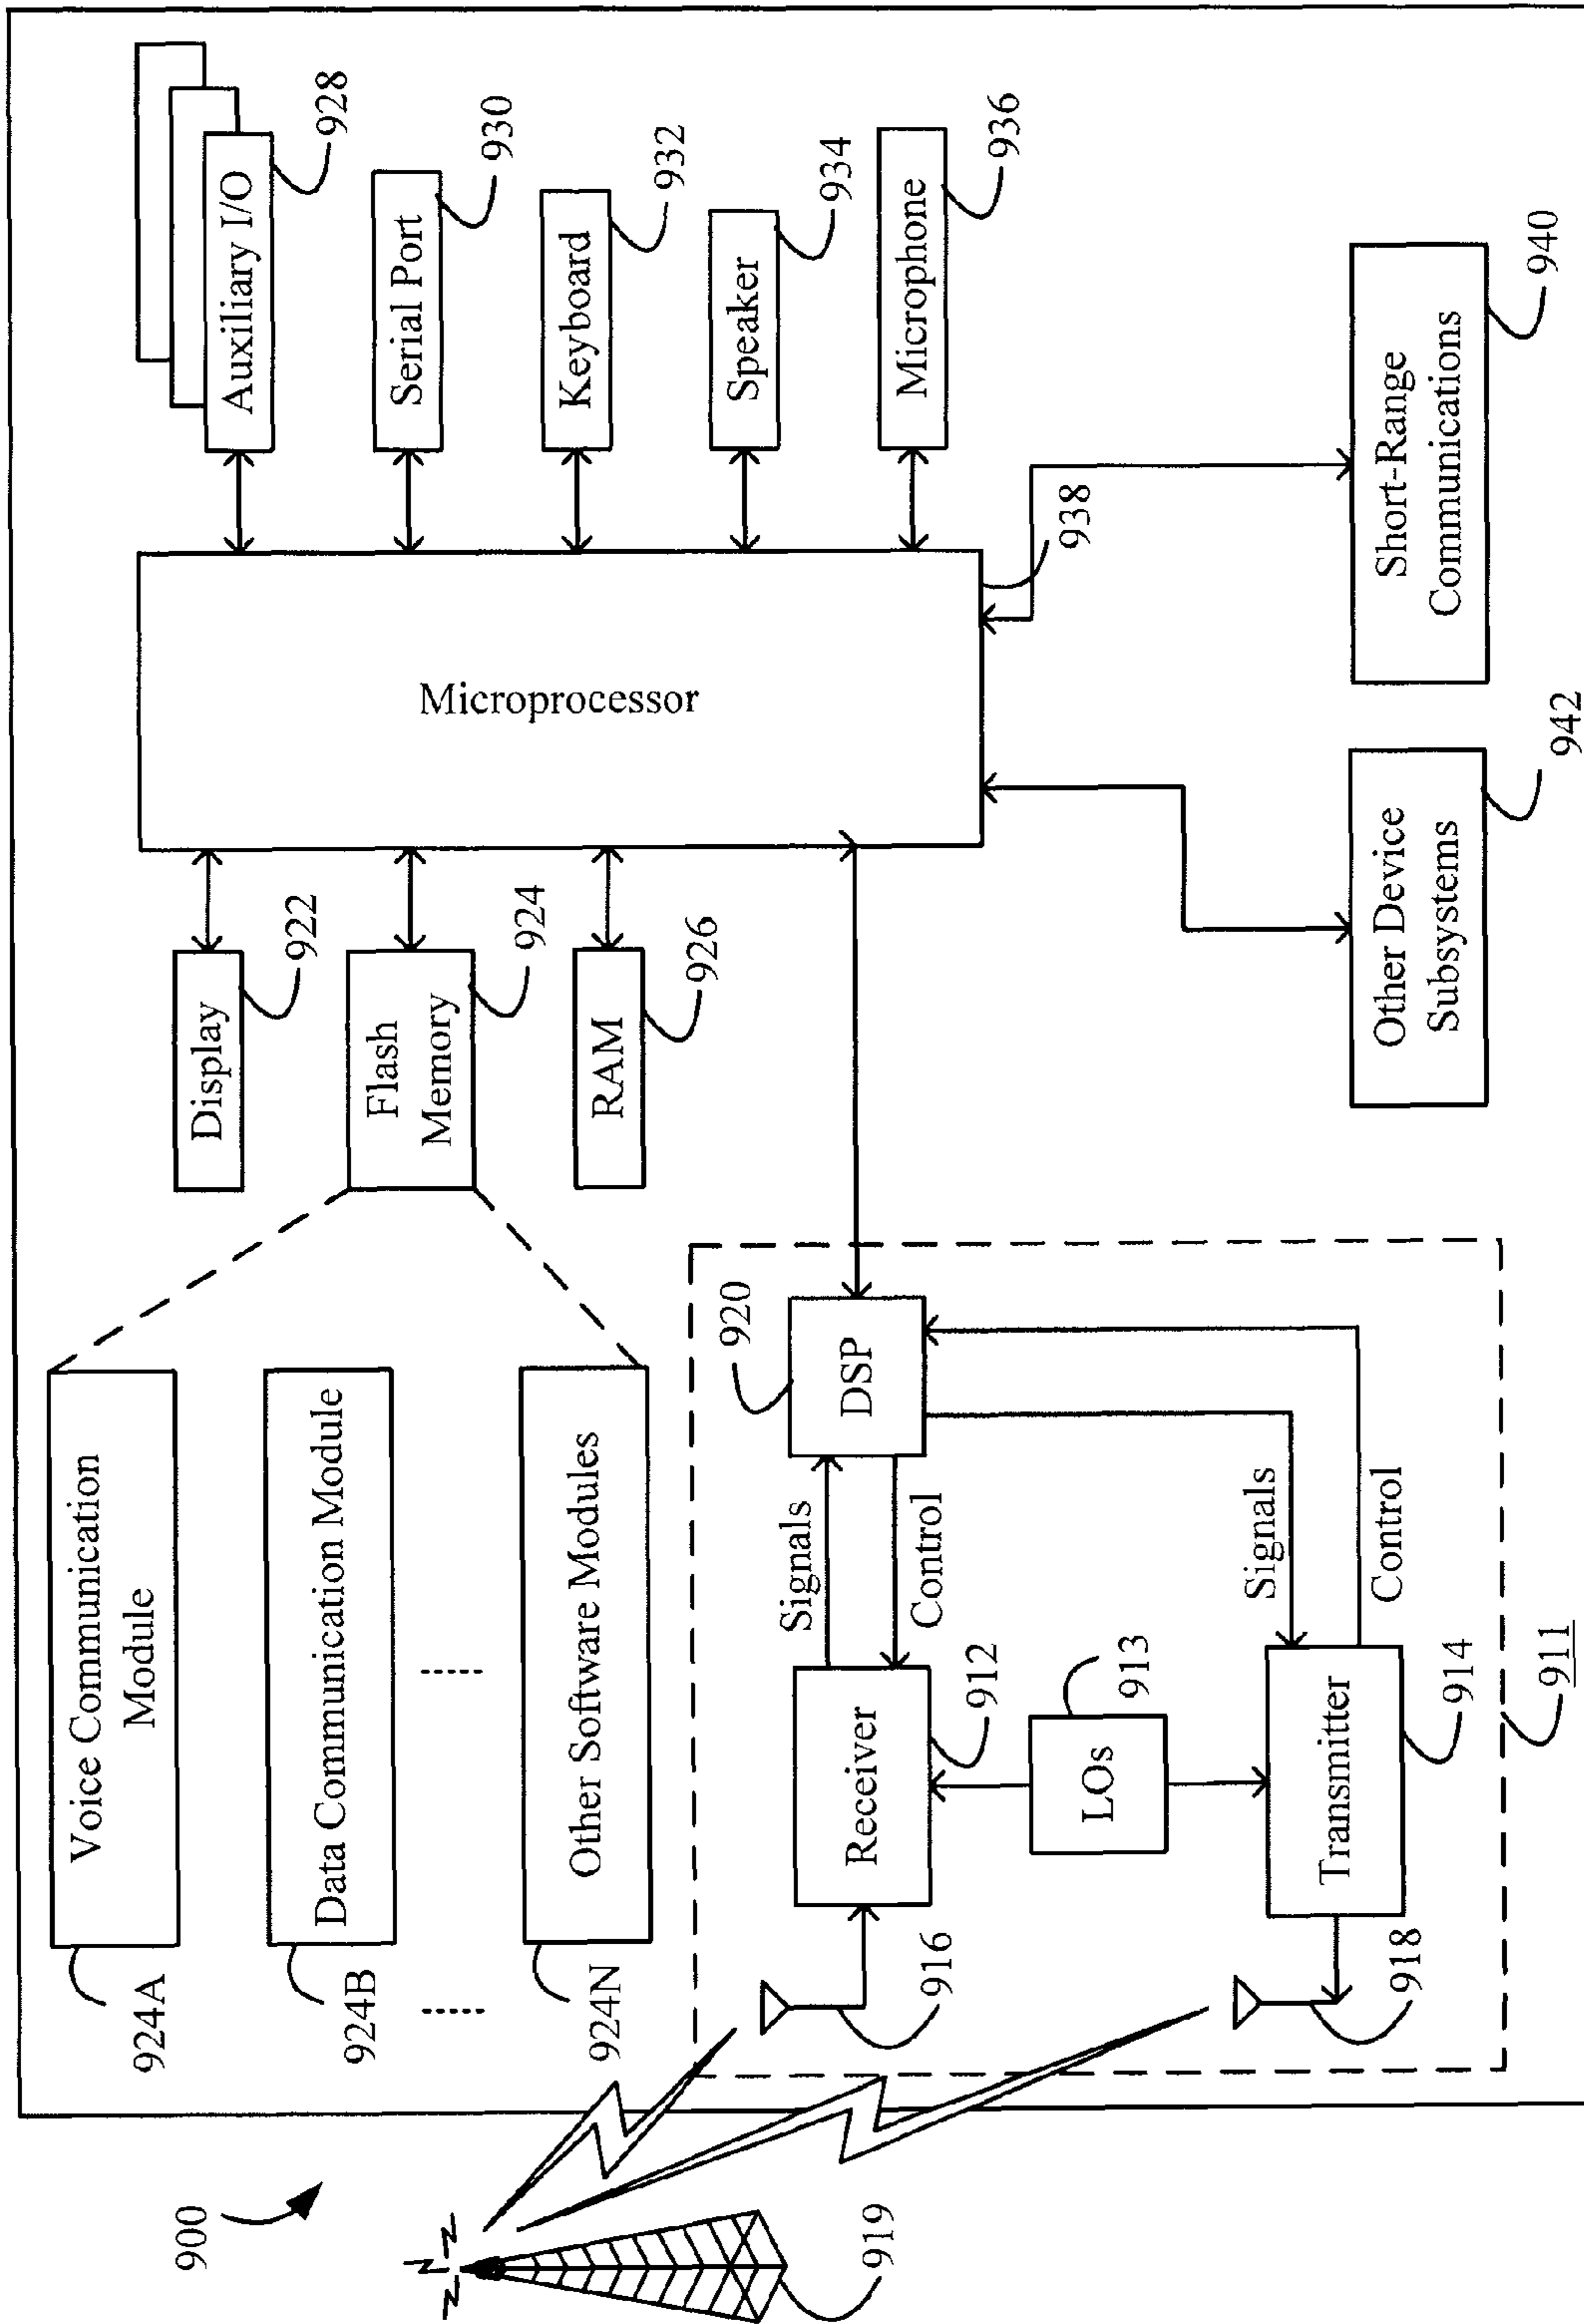 900
919
924A
Voice Communication
Module
924B
Data Communication Module
924N
Other Software Modules
Display
922
Flash
Memory
924
RAM
926
Microprocessor
938
Auxiliary I/O
928
Serial Port
930
Keyboard
932
Speaker
934
Microphone
936
Short-Range
Communications
940
Other Device
Subsystems
942
DSP
920
Signals
Control
Receiver
912
916
LOs
913
Signals
Control
Transmitter
914
918
911